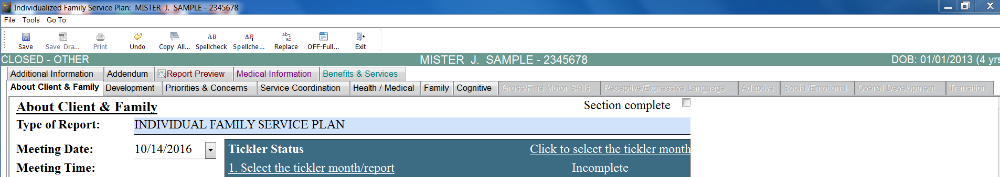 Individualized Family Service Plan:  MISTER  J.  SAMPLE - 2345678
File Tools Go To
Save Save Dra... Print Undo Copy All... Spellcheck Spellche... Replace OFF-Full... Exit
CLOSED - OTHER MISTER  J.  SAMPLE - 2345678 DOB: 01/01/2013 (4 yrs
Additional Information Addendum Report Preview Medical Information Benefits & Services
About Client & Family Development Priorities & Concerns Service Coordination Health / Medical Family Cognitive Gross/Fine Motor Skills Receptive/Expressive Language Adaptive Social/Emotional Overall Development Transition
About Client & Family Section complete
Type of Report: INDIVIDUAL FAMILY SERVICE PLAN
Meeting Date: 10/14/2016 Tickler Status Click to select the tickler month
Meeting Time: 1. Select the tickler month/report Incomplete